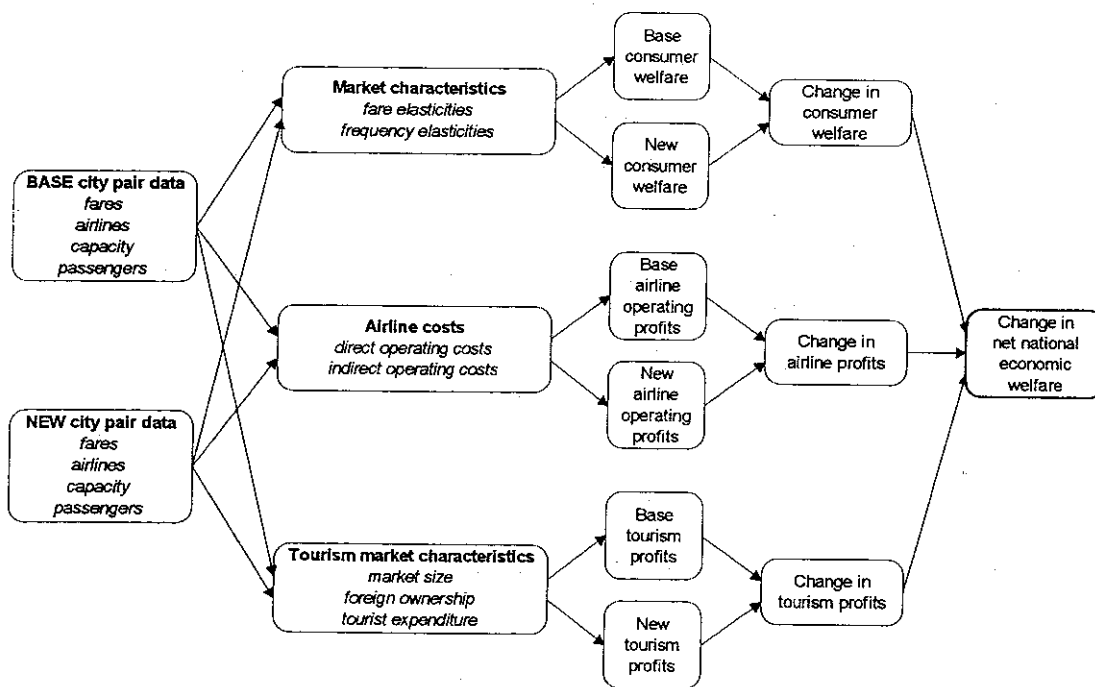 BASE city pair data
fares
airlines
capacity
passengers
NEW city pair data
fares
airlines
capacity
passengers
Market characteristics
fare elasticities
frequency elasticities
Airline costs
direct operating costs
indirect operating costs
Tourism market characteristics
market size
foreign ownership
tourist expenditure
Base
consumer
welfare
New
consumer
welfare
Base
airline
operating
profits
New
airline
operating
profits
Base
tourism
profits
New
tourism
profits
Change in
consumer
welfare
Change in
airline profits
Change in
tourism profits
Change in
net national
economic
welfare